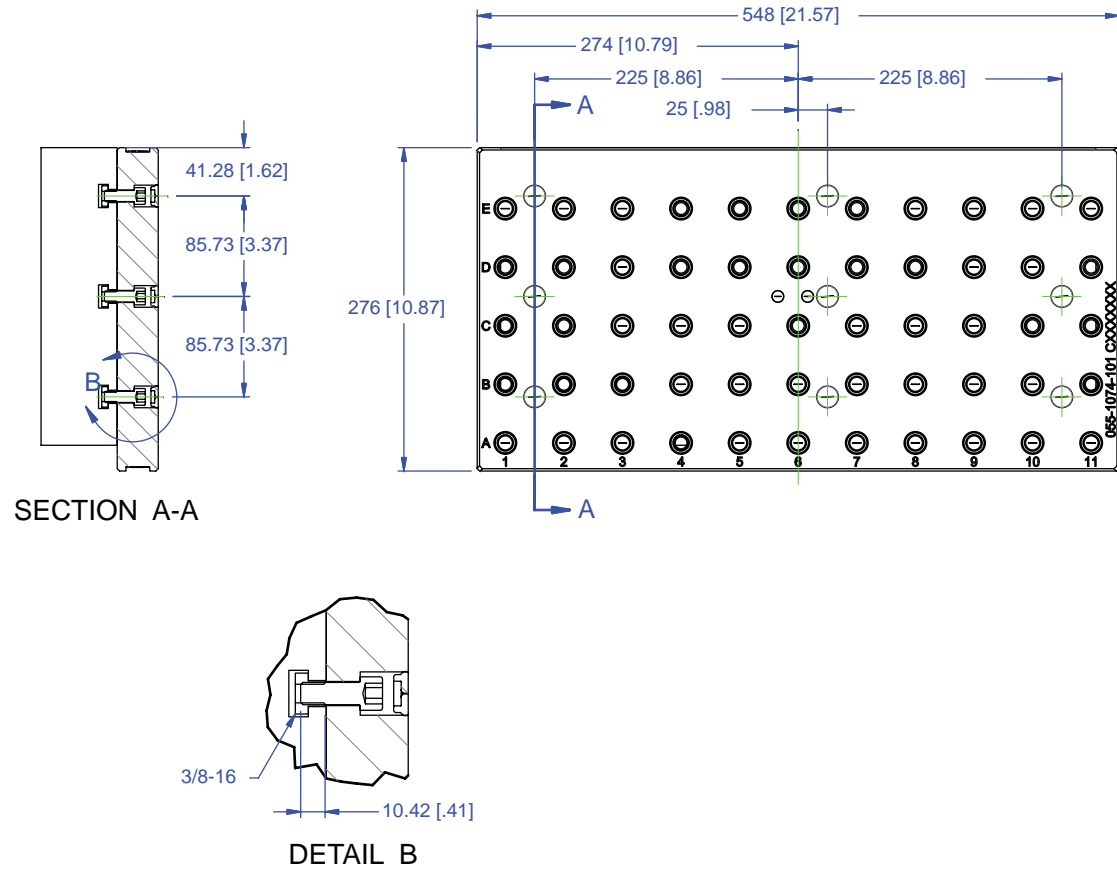 548 [21.57]
274 [10.79]
225 [8.86]
225 [8.86]
25 [.98]
A
41.28 [1.62]
85.73 [3.37]
85.73 [3.37]
B
276 [10.87]
E
D
C
B
A
1 2 3 4 5 6 7 8 9 10 11
055-1074-101 CXXXXXXX
A
SECTION A-A
3/8-16
10.42 [.41]
DETAIL B